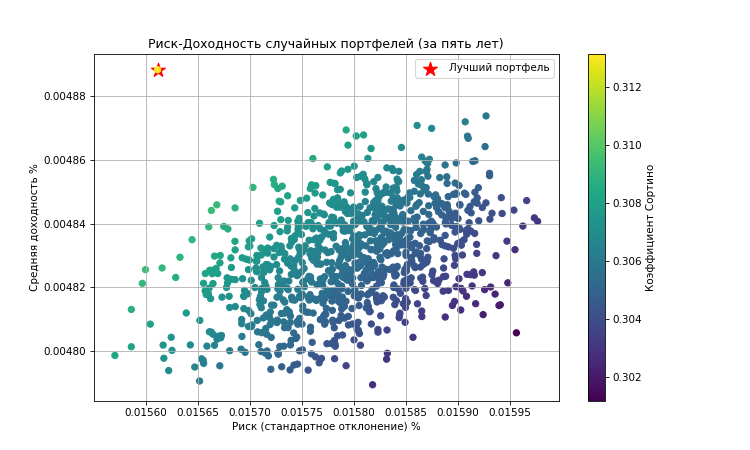 Риск-Доходность случайных портфелей (за пять лет)
Лучший портфель
Средняя доходность %
0.00488
0.00486
0.00484
0.00482
0.00480
0.01560 0.01565 0.01570 0.01575 0.01580 0.01585 0.01590 0.01595
Риск (стандартное отклонение) %
0.312
0.310
0.308
0.306
0.304
0.302
Коэффициент Сортино